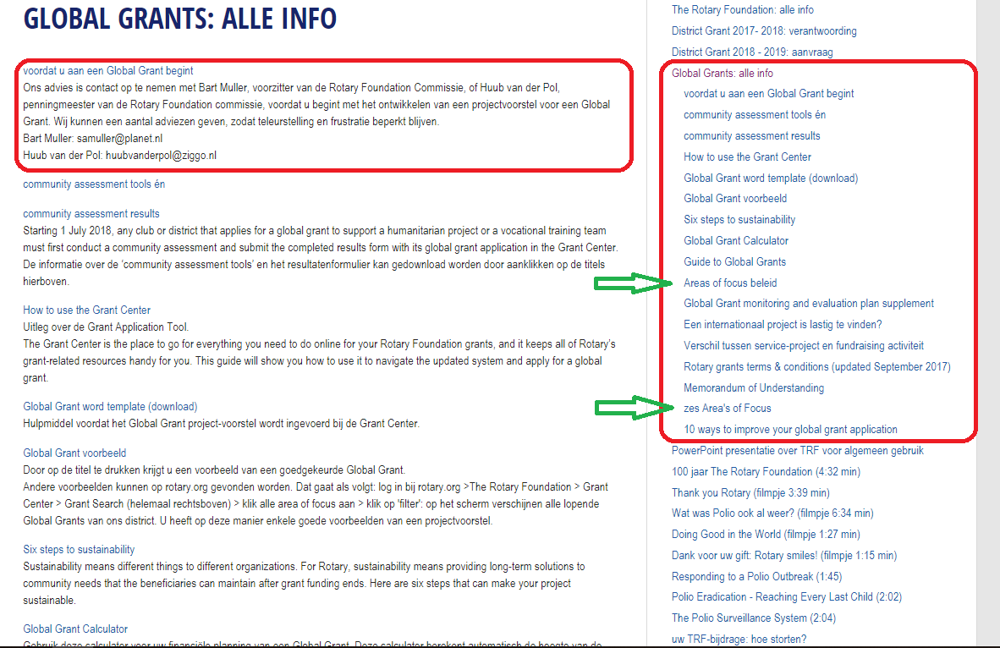 GLOBAL GRANTS: ALLE INFO
voordat u aan een Global Grant begint
Ons advies is contact op te nemen met Bart Muller, voorzitter van de Rotary Foundation Commissie, of Huub van der Pol,
penningmeester van de Rotary Foundation commissie, voordat u begint met het ontwikkelen van een projectvoorstel voor een Global
Grant. Wij kunnen een aantal adviezen geven, zodat teleurstelling en frustratie beperkt blijven.
Bart Muller: samuller@planet.nl
Huub van der Pol: huubvanderpol@ziggo.nl
community assessment tools én
community assessment results
Starting 1 July 2018, any club or district that applies for a global grant to support a humanitarian project or a vocational training team
must first conduct a community assessment and submit the completed results form with its global grant application in the Grant Center.
De informatie over de 'community assessment tools' en het resultatenformulier kan gedownload worden door aanklikken op de titels
hierboven.
How to use the Grant Center
Uitleg over de Grant Application Tool.
The Grant Center is the place to go for everything you need to do online for your Rotary Foundation grants, and it keeps all of Rotary's
grant-related resources handy for you. This guide will show you how to use it to navigate the updated system and apply for a global
grant.
Global Grant word template (download)
Hulpmiddel voordat het Global Grant project-voorstel wordt ingevoerd bij de Grant Center.
Global Grant voorbeeld
Door op de titel te drukken krijgt u een voorbeeld van een goedgekeurde Global Grant.
Andere voorbeelden kunnen op rotary.org gevonden worden. Dat gaat als volgt: log in bij rotary.org >The Rotary Foundation > Grant
Center > Grant Search (helemaal rechtsboven) > klik alle area of focus aan > klik op 'filter': op het scherm verschijnen alle lopende
Global Grants van ons district. U heeft op deze manier enkele goede voorbeelden van een projectvoorstel.
Six steps to sustainability
Sustainability means different things to different organizations. For Rotary, sustainability means providing long-term solutions to
community needs that the beneficiaries can maintain after grant funding ends. Here are six steps that can make your project
sustainable.
Global Grant Calculator
Gebruik deze calculator voor uw financiële planning van een Global Grant. Deze calculator berekent automatisch de hoogte van de
The Rotary Foundation: alle info
District Grant 2017- 2018: verantwoording
District Grant 2018 - 2019: aanvraag
Global Grants: alle info
voordat u aan een Global Grant begint
community assessment tools én
community assessment results
How to use the Grant Center
Global Grant word template (download)
Global Grant voorbeeld
Six steps to sustainability
Global Grant Calculator
Guide to Global Grants
Areas of focus beleid
Global Grant monitoring and evaluation plan supplement
Een internationaal project is lastig te vinden?
Verschil tussen service-project en fundraising activiteit
Rotary grants terms & conditions (updated September 2017)
Memorandum of Understanding
zes Area's of Focus
10 ways to improve your global grant application
PowerPoint presentatie over TRF voor algemeen gebruik
100 jaar The Rotary Foundation (4:32 min)
Thank you Rotary (filmpje 3:39 min)
Wat was Polio ook al weer? (filmpje 6:34 min)
Doing Good in the World (filmpje 1:27 min)
Dank voor uw gift: Rotary smiles! (filmpje 1:15 min)
Responding to a Polio Outbreak (1:45)
Polio Eradication - Reaching Every Last Child (2:02)
The Polio Surveillance System (2:04)
uw TRF-bijdrage: hoe storten?